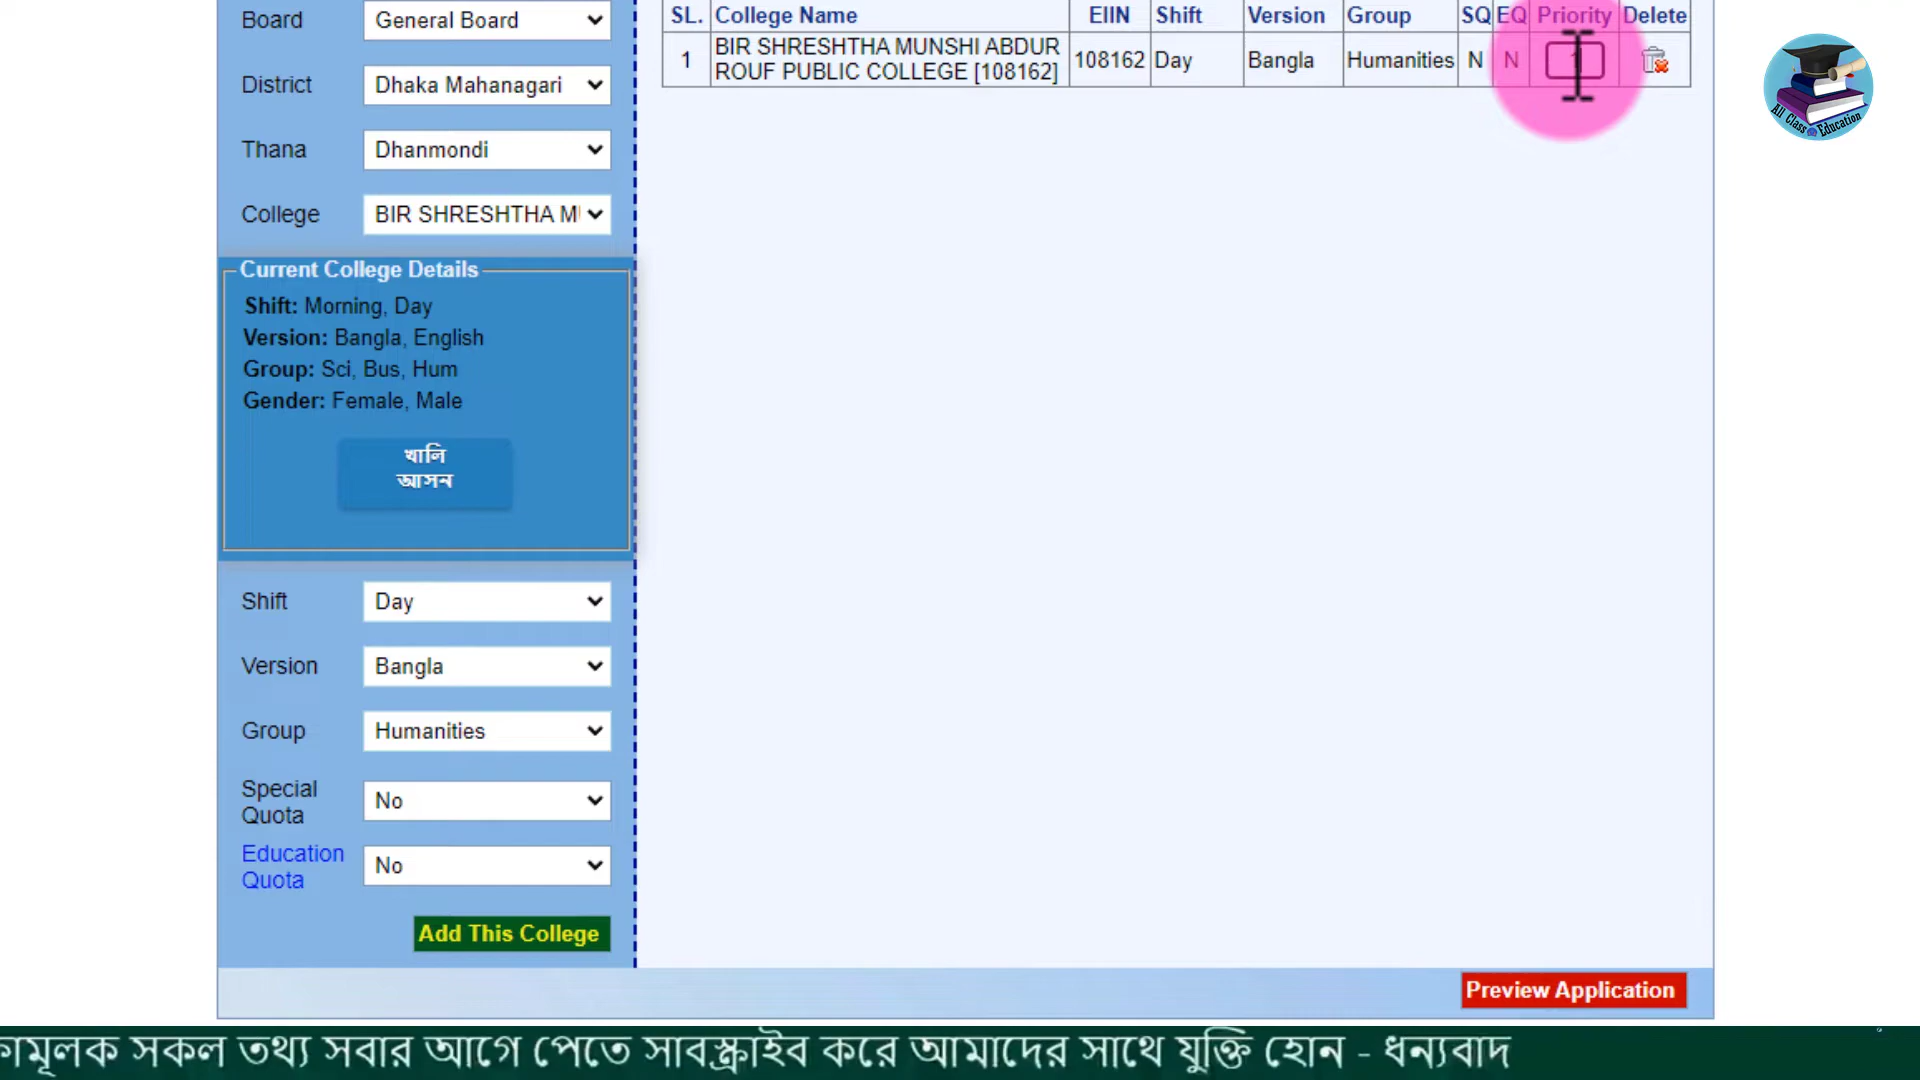 Board General Board
District Dhaka Mahanagari
Thana Dhanmondi
College BIR SHRESHTHA MU
Current College Details
Shift: Morning, Day
Version: Bangla, English
Group: Sci, Bus, Hum
Gender: Female, Male
খালি
আসন
Shift Day
Version Bangla
Group Humanities
Special
Quota
No
Education
Quota
No
Add This College
SL. College Name EIIN Shift Version Group SQ EQ Priority Delete
1 BIR SHRESHTHA MUNSHI ABDUR
ROUF PUBLIC COLLEGE [108162] 108162 Day Bangla Humanities N N 1
Preview Application
All Class Education
কামূলক সকল তথ্য সবার আগে পেতে সাবস্ক্রাইব করে আমাদের সাথে যুক্তি হোন - ধন্যবাদ